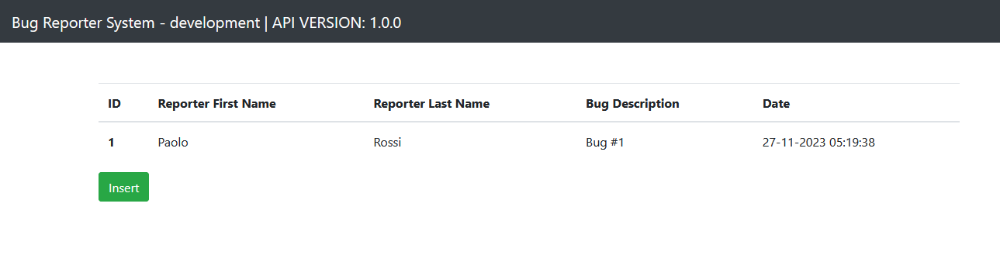 Bug Reporter System - development | API VERSION: 1.0.0
ID Reporter First Name Reporter Last Name Bug Description Date
1 Paolo Rossi Bug #1 27-11-2023 05:19:38
Insert